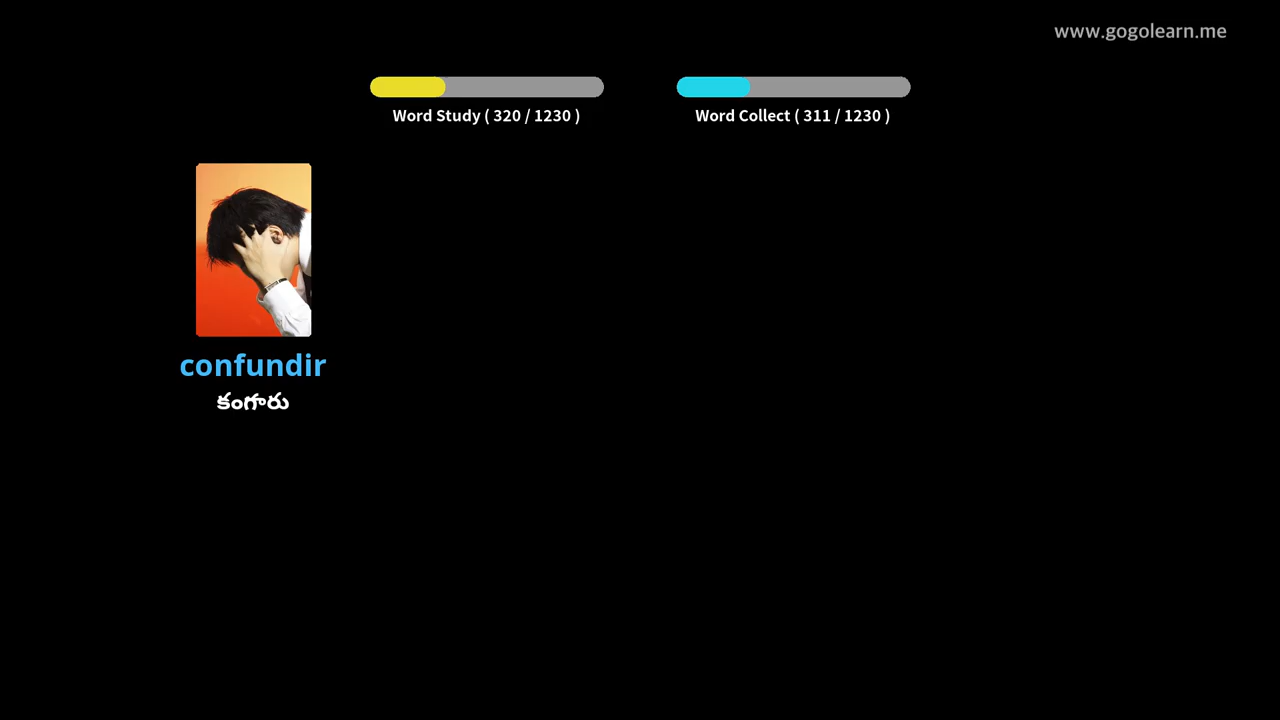 www.gogolearn.me
Word Study ( 320 / 1230 )
Word Collect ( 311 / 1230 )
confundir
కంగారు